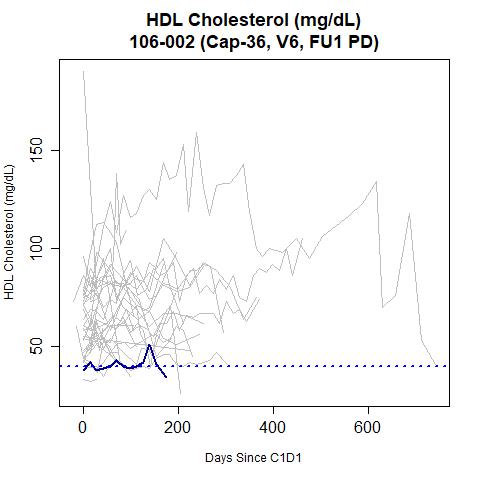 HDL Cholesterol (mg/dL)
106-002 (Cap-36, V6, FU1 PD)
HDL Cholesterol (mg/dL)
150
100
50
0
200
400
600
Days Since C1D1